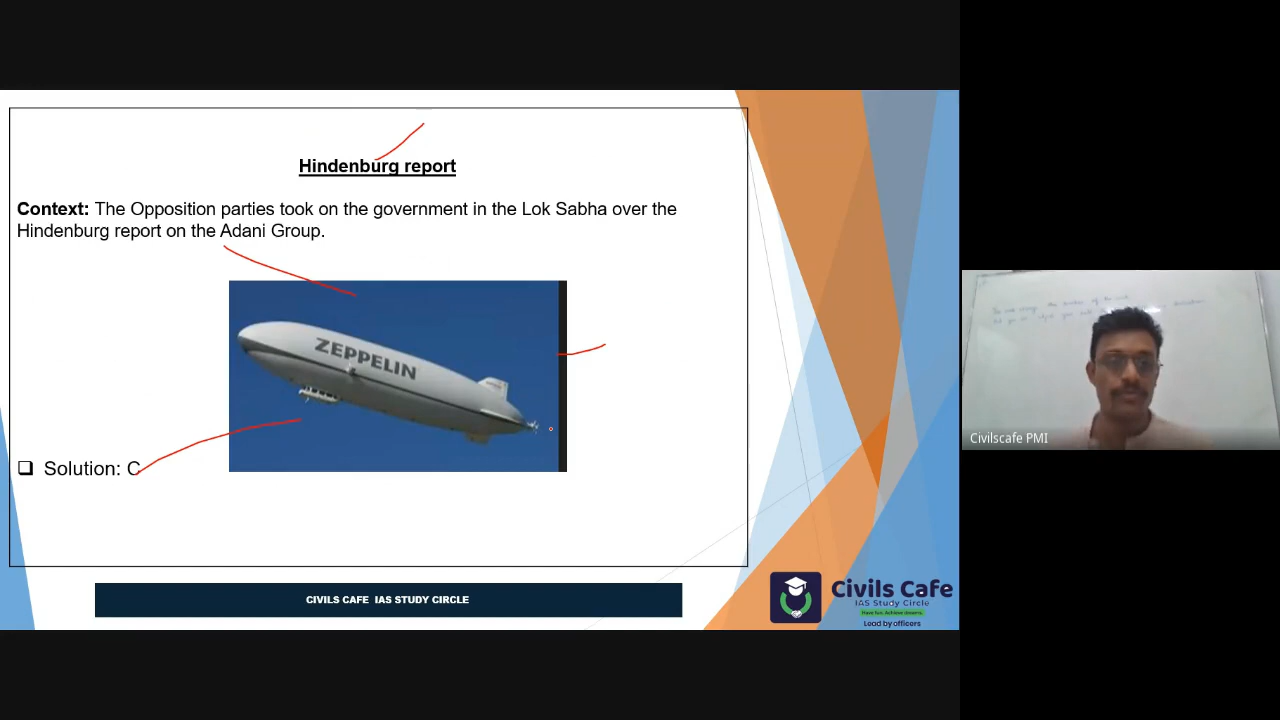 Hindenburg report
Context: The Opposition parties took on the government in the Lok Sabha over the
Hindenburg report on the Adani Group.
ZEPPELIN
❑ Solution: C
CIVILS CAFE IAS STUDY CIRCLE
Civils Cafe
IAS Study Circle
Have fun. Achieve dreams.
Lead by officers
Civilscafe PMI